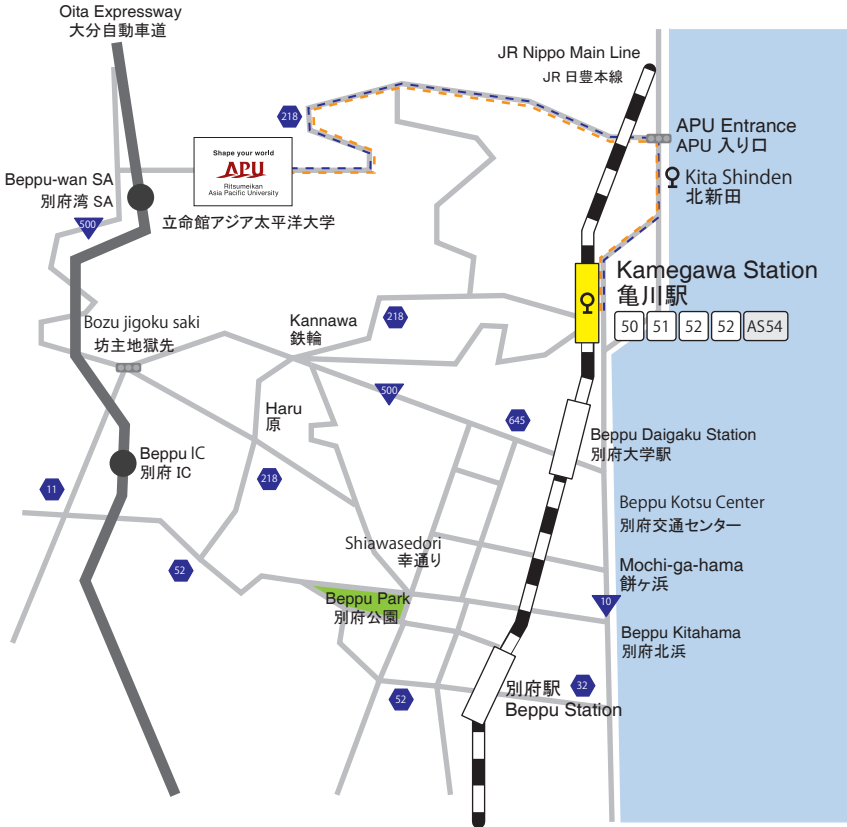 Oita Expressway
大分自動車道
JR Nippo Main Line
JR 日豊本線
218
APU Entrance
APU 入り口
Shape your world
APU
Ritsumeikan
Asia Pacific University
Kita Shinden
北新田
Beppu-wan SA
別府湾 SA
500
立命館アジア太平洋大学
Kamegawa Station
亀川駅
50 51 52 52 AS54
Bozu jigoku saki
坊主地獄先
Kannawa
鉄輪
218
500
Haru
原
645
Beppu Daigaku Station
別府大学駅
Beppu IC
別府 IC
218
11
Beppu Kotsu Center
別府交通センター
Shiawasedori
幸通り
52
Mochi-ga-hama
餅ヶ浜
Beppu Park
別府公園
10
Beppu Kitahama
別府北浜
別府駅
Beppu Station
32
52